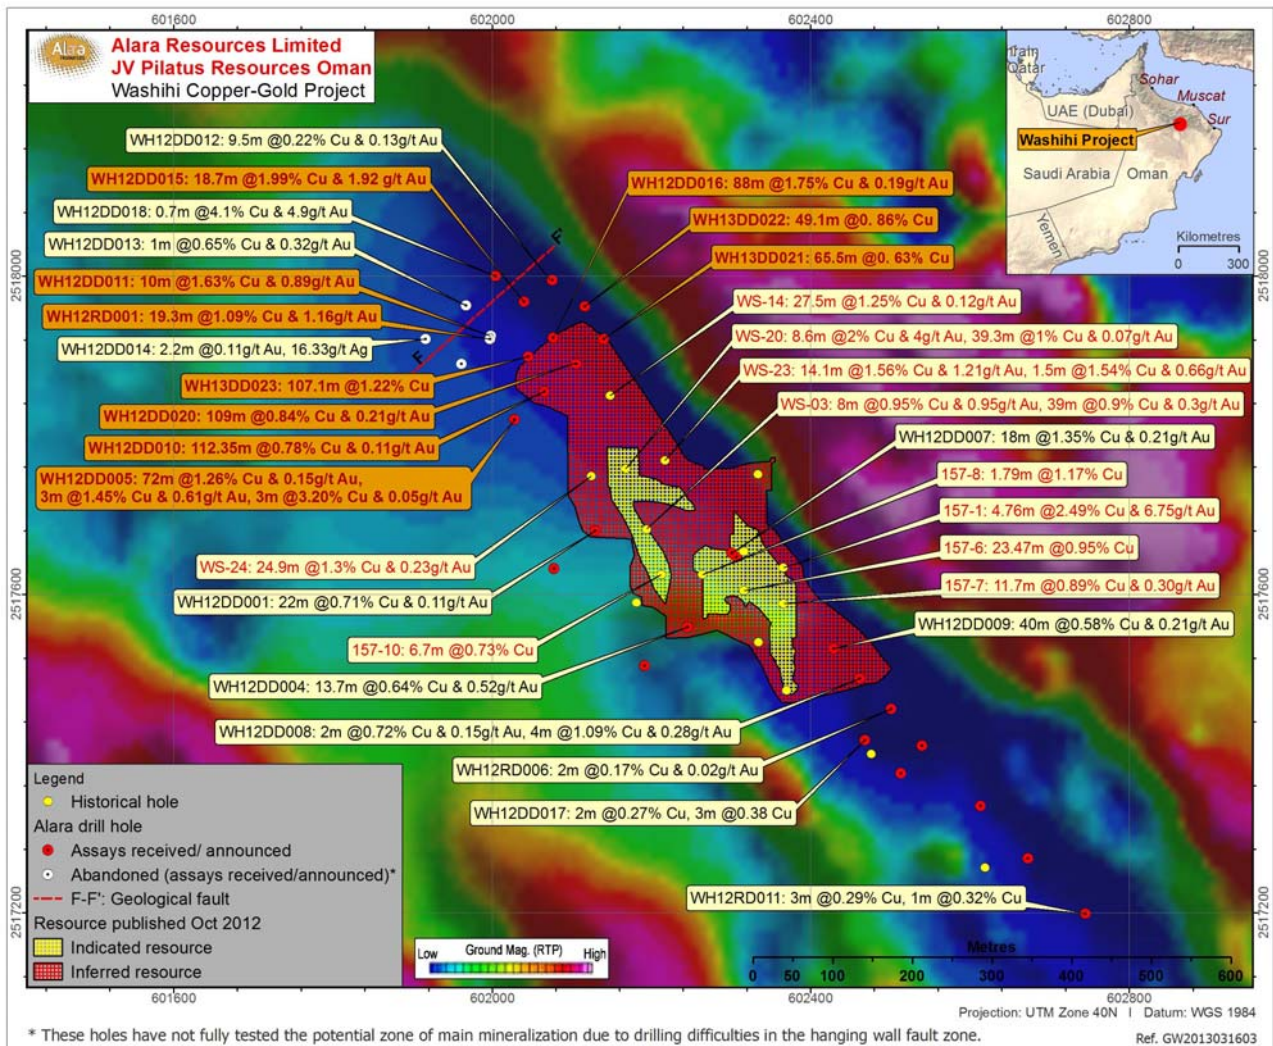 601600
602000
602400
602800
Alara
Alara Resources Limited
JV Pilatus Resources Oman
Washihi Copper-Gold Project
Qatar
Sohar
Muscat
Sur
UAE (Dubai)
Washihi Project
Saudi Arabia
Oman
Yemen
Kilometres
0 300
WH12DD012: 9.5m @0.22% Cu & 0.13g/t Au
WH12DD015: 18.7m @1.99% Cu & 1.92 g/t Au
WH12DD018: 0.7m @4.1% Cu & 4.9g/t Au
WH12DD013: 1m @0.65% Cu & 0.32g/t Au
WH12DD011: 10m @1.63% Cu & 0.89g/t Au
WH12RD001: 19.3m @1.09% Cu & 1.16g/t Au
WH12DD014: 2.2m @0.11g/t Au, 16.33g/t Ag
WH13DD023: 107.1m @1.22% Cu
WH12DD020: 109m @0.84% Cu & 0.21g/t Au
WH12DD010: 112.35m @0.78% Cu & 0.11g/t Au
WH12DD005: 72m @1.26% Cu & 0.15g/t Au,
3m @1.45% Cu & 0.61g/t Au, 3m @3.20% Cu & 0.05g/t Au
F
F'
WH12DD016: 88m @1.75% Cu & 0.19g/t Au
WH13DD022: 49.1m @0. 86% Cu
WH13DD021: 65.5m @0. 63% Cu
WS-14: 27.5m @1.25% Cu & 0.12g/t Au
WS-20: 8.6m @2% Cu & 4g/t Au, 39.3m @1% Cu & 0.07g/t Au
WS-23: 14.1m @1.56% Cu & 1.21g/t Au, 1.5m @1.54% Cu & 0.66g/t Au
WS-03: 8m @0.95% Cu & 0.95g/t Au, 39m @0.9% Cu & 0.3g/t Au
WH12DD007: 18m @1.35% Cu & 0.21g/t Au
157-8: 1.79m @1.17% Cu
157-1: 4.76m @2.49% Cu & 6.75g/t Au
157-6: 23.47m @0.95% Cu
157-7: 11.7m @0.89% Cu & 0.30g/t Au
WH12DD009: 40m @0.58% Cu & 0.21g/t Au
WS-24: 24.9m @1.3% Cu & 0.23g/t Au
WH12DD001: 22m @0.71% Cu & 0.11g/t Au
157-10: 6.7m @0.73% Cu
WH12DD004: 13.7m @0.64% Cu & 0.52g/t Au
WH12DD008: 2m @0.72% Cu & 0.15g/t Au, 4m @1.09% Cu & 0.28g/t Au
WH12RD006: 2m @0.17% Cu & 0.02g/t Au
WH12DD017: 2m @0.27% Cu, 3m @0.38 Cu
WH12RD011: 3m @0.29% Cu, 1m @0.32% Cu
2518000
2518000
2517600
2517600
2517200
2517200
Legend
Historical hole
Alara drill hole
Assays received/ announced
Abandoned (assays received/announced)*
F-F': Geological fault
Resource published Oct 2012
Indicated resource
Inferred resource
Low Ground Mag. (RTP) High
Metres
0 50 100 200 300 400 500 600
601600
602000
602400
602800
Projection: UTM Zone 40N I Datum: WGS 1984
* These holes have not fully tested the potential zone of main mineralization due to drilling difficulties in the hanging wall fault zone.
Ref. GW2013031603